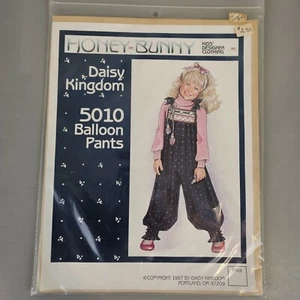 HONEY-BUNNY
KIDS'
DESIGNER
CLOTHING
Daisy
Kingdom
5010
Balloon
Pants
©COPYRIGHT 1987 BY DAISY KINGDOM
PORTLAND, OR 97209